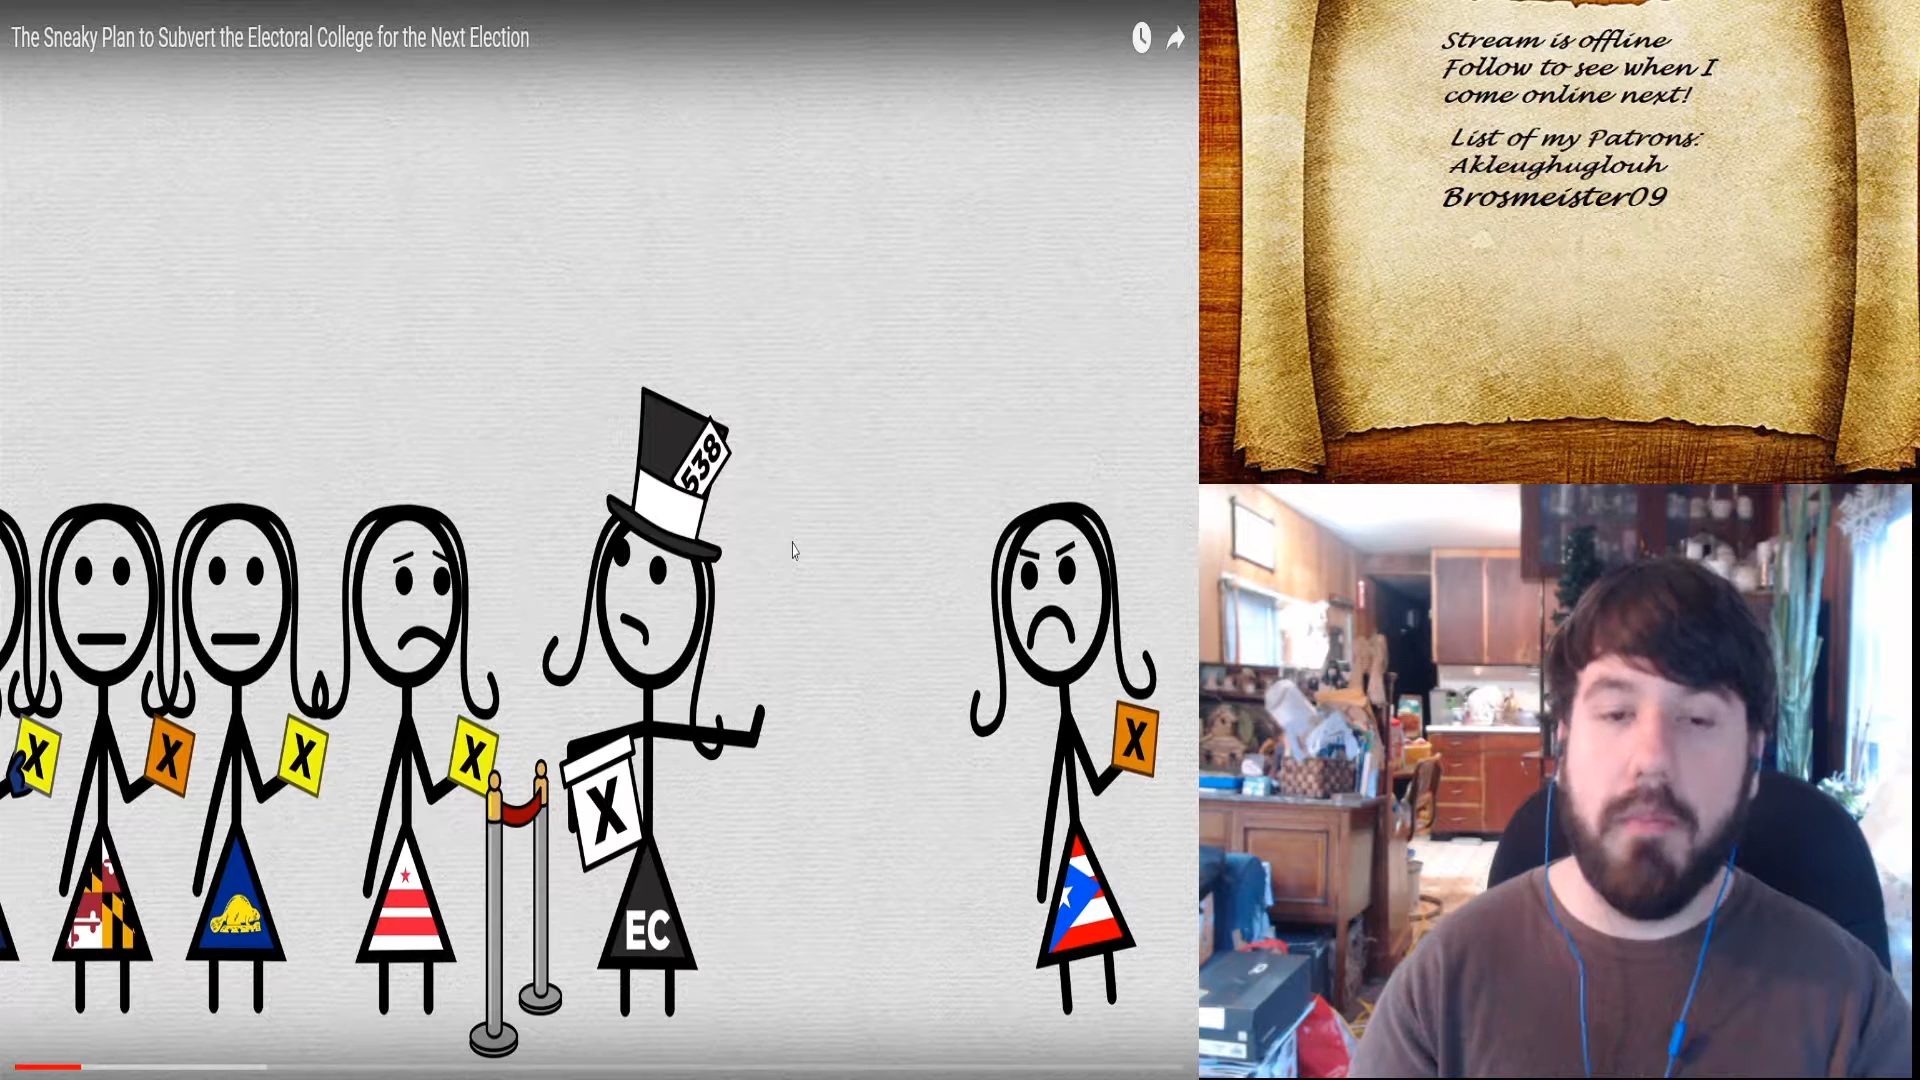 The Sneaky Plan to Subvert the Electoral College for the Next Election
Stream is offline
Follow to see when I
come online next!
List of my Patrons:
Akleughuglouh
Brosmeister09
538
X
X
X
X
X
X
EC